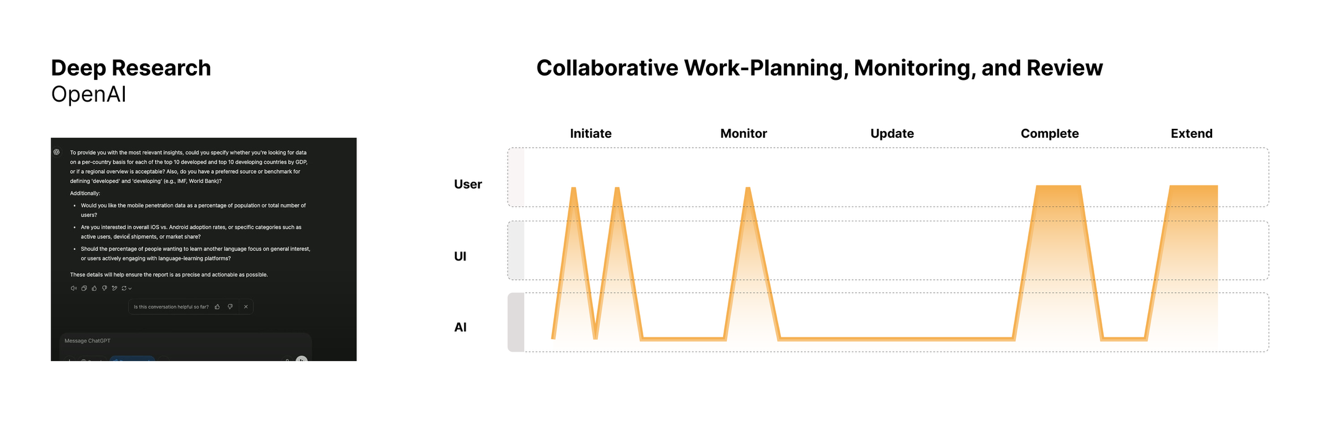 Deep Research
OpenAI
Collaborative Work-Planning, Monitoring, and Review
To provide you with the most relevant insights, could you specify whether you're looking for data
on a per-country basis for each of the top 10 developed and top 10 developing countries by GDP,
or if a regional overview is acceptable? Also, do you have a preferred source or benchmark for
defining 'developed' and 'developing' (e.g., IMF, World Bank)?
Additionally:
• Would you like the mobile penetration data as a percentage of population or total number of
users?
• Are you interested in overall iOS vs. Android adoption rates, or specific categories such as
active users, device shipments, or market share?
• Should the percentage of people wanting to learn another language focus on general interest,
or users actively engaging with language-learning platforms?
These details will help ensure the report is as precise and actionable as possible.
Is this conversation helpful so far?
Message ChatGPT
Initiate
Monitor
Update
Complete
Extend
User
UI
AI